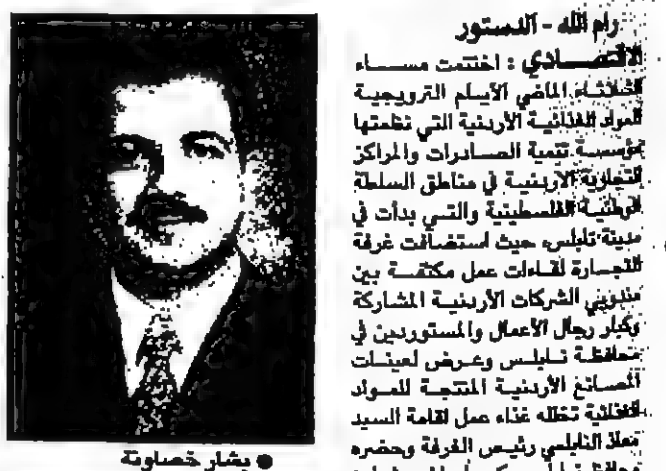 رام الله - الدستور
الاقتصادي : اختتمت مساء
الثلاثاء الماضي الأيام الترويجية
للمواد الغذائية الأردنية التي نظمتها
مؤسسة تنمية الصادرات والمراكز
التجارية الأردنية في مناطق السلطة
الوطنية الفلسطينية والتي بدأت في
مدينة نابلس، حيث استضافت غرفة
التجارة لقاءات عمل مكثفة بين
مندوبي الشركات الأردنية المشاركة
وكبار رجال الأعمال والمستوردين في
محافظة نابلس وعرض لعينات
المصانع الأردنية المنتجة للمواد
الغذائية تخلله غداء عمل اقامة السيد
معاذ النابلسي رئيس الغرفة وحضره
● بشار خصاونة